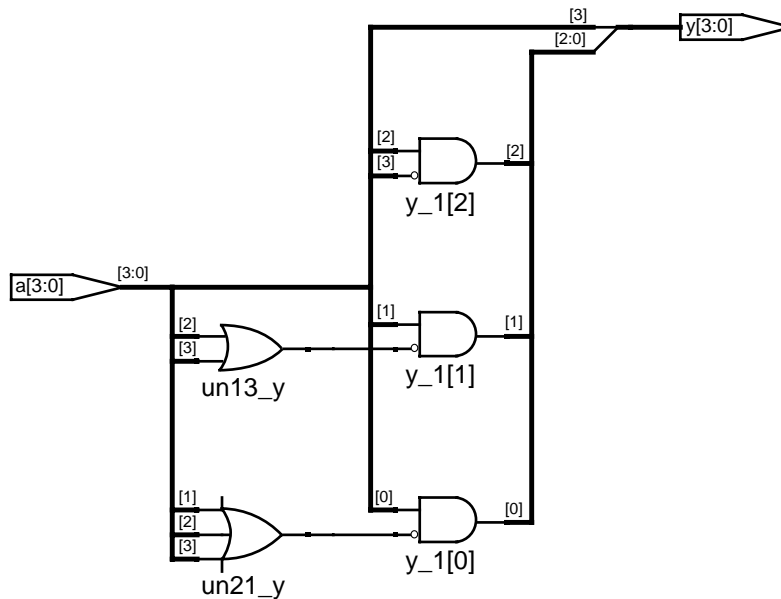 [3]
y[3:0]
[2:0]
[2]
[2]
[3]
y_1[2]
[3:0]
a[3:0]
[1]
[1]
[2]
[3]
un13_y
y_1[1]
[1]
[0]
[0]
[2]
[3]
un21_y
y_1[0]